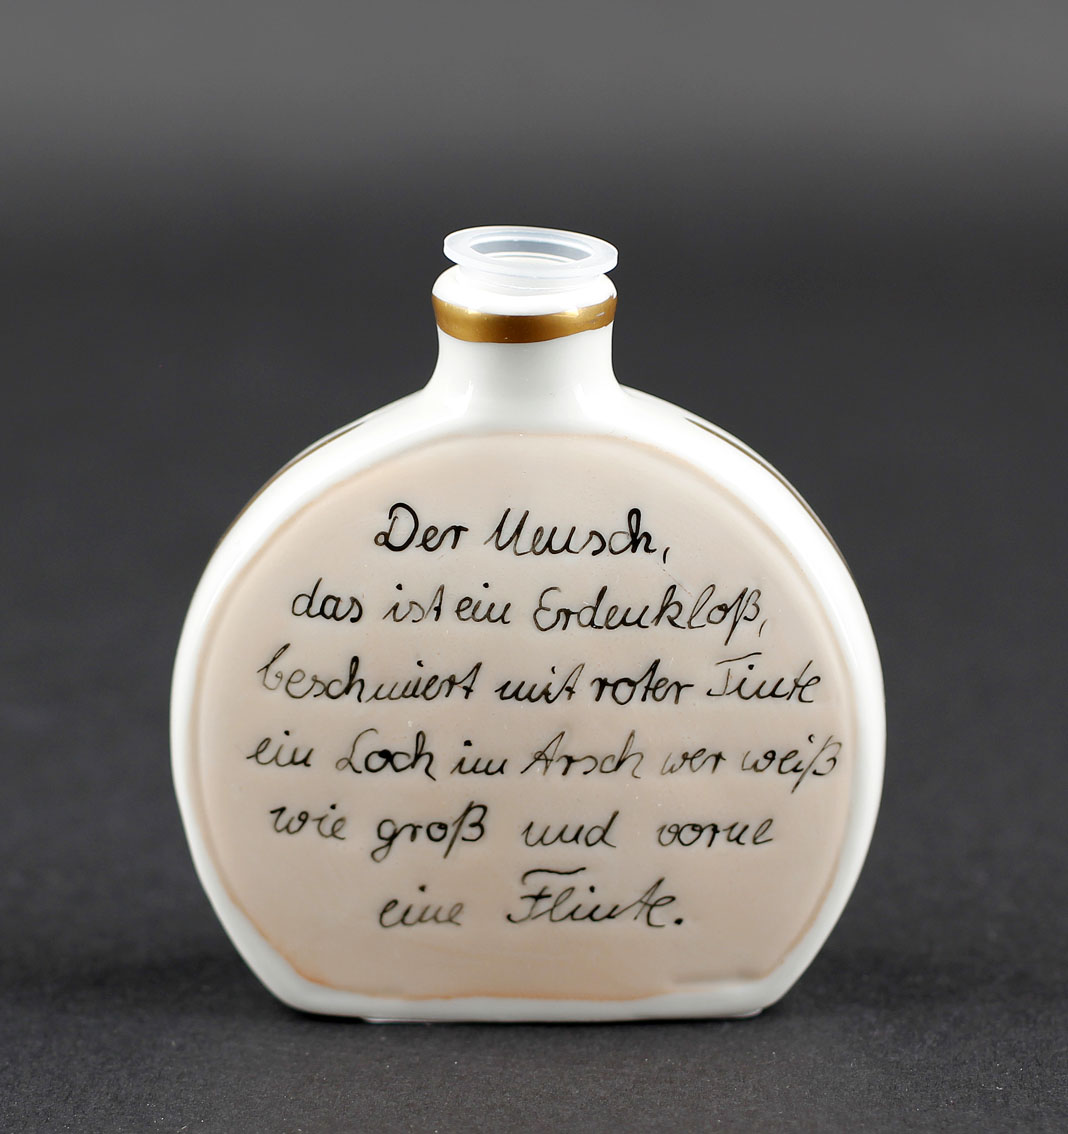 Der Mensch,
das ist ein Erdenkloß,
beschmiert mit roter Tinte
ein Loch im Arsch wer weiß
wie groß und vorne
eine Flinte.